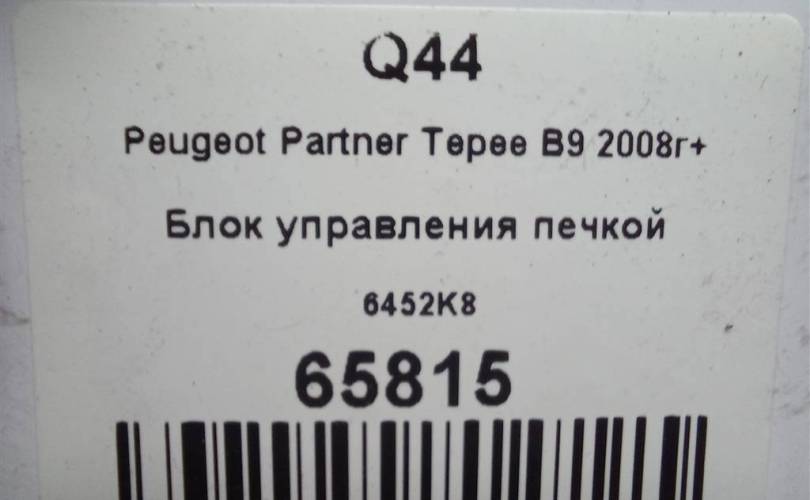 Q44
Peugeot Partner Tepee B9 2008г+
Блок управления печкой
6452K8
65815